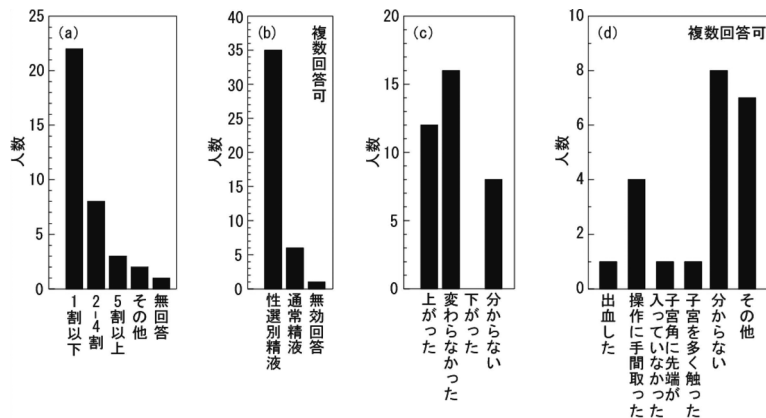 (a)
人数
25
20
15
10
5
0
1割以下
2-4割
5割以上
その他
無回答
(b)
複数回答可
人数
40
35
30
25
20
15
10
5
0
性選別精液
通常精液
無効回答
(c)
人数
20
15
10
5
0
上がった
変わらなかった
下がった
分からない
(d)
複数回答可
人数
10
8
6
4
2
0
出血した
操作に手間取った
子宮角に先端が
入っていなかった
子宮を多く触った
分からない
その他